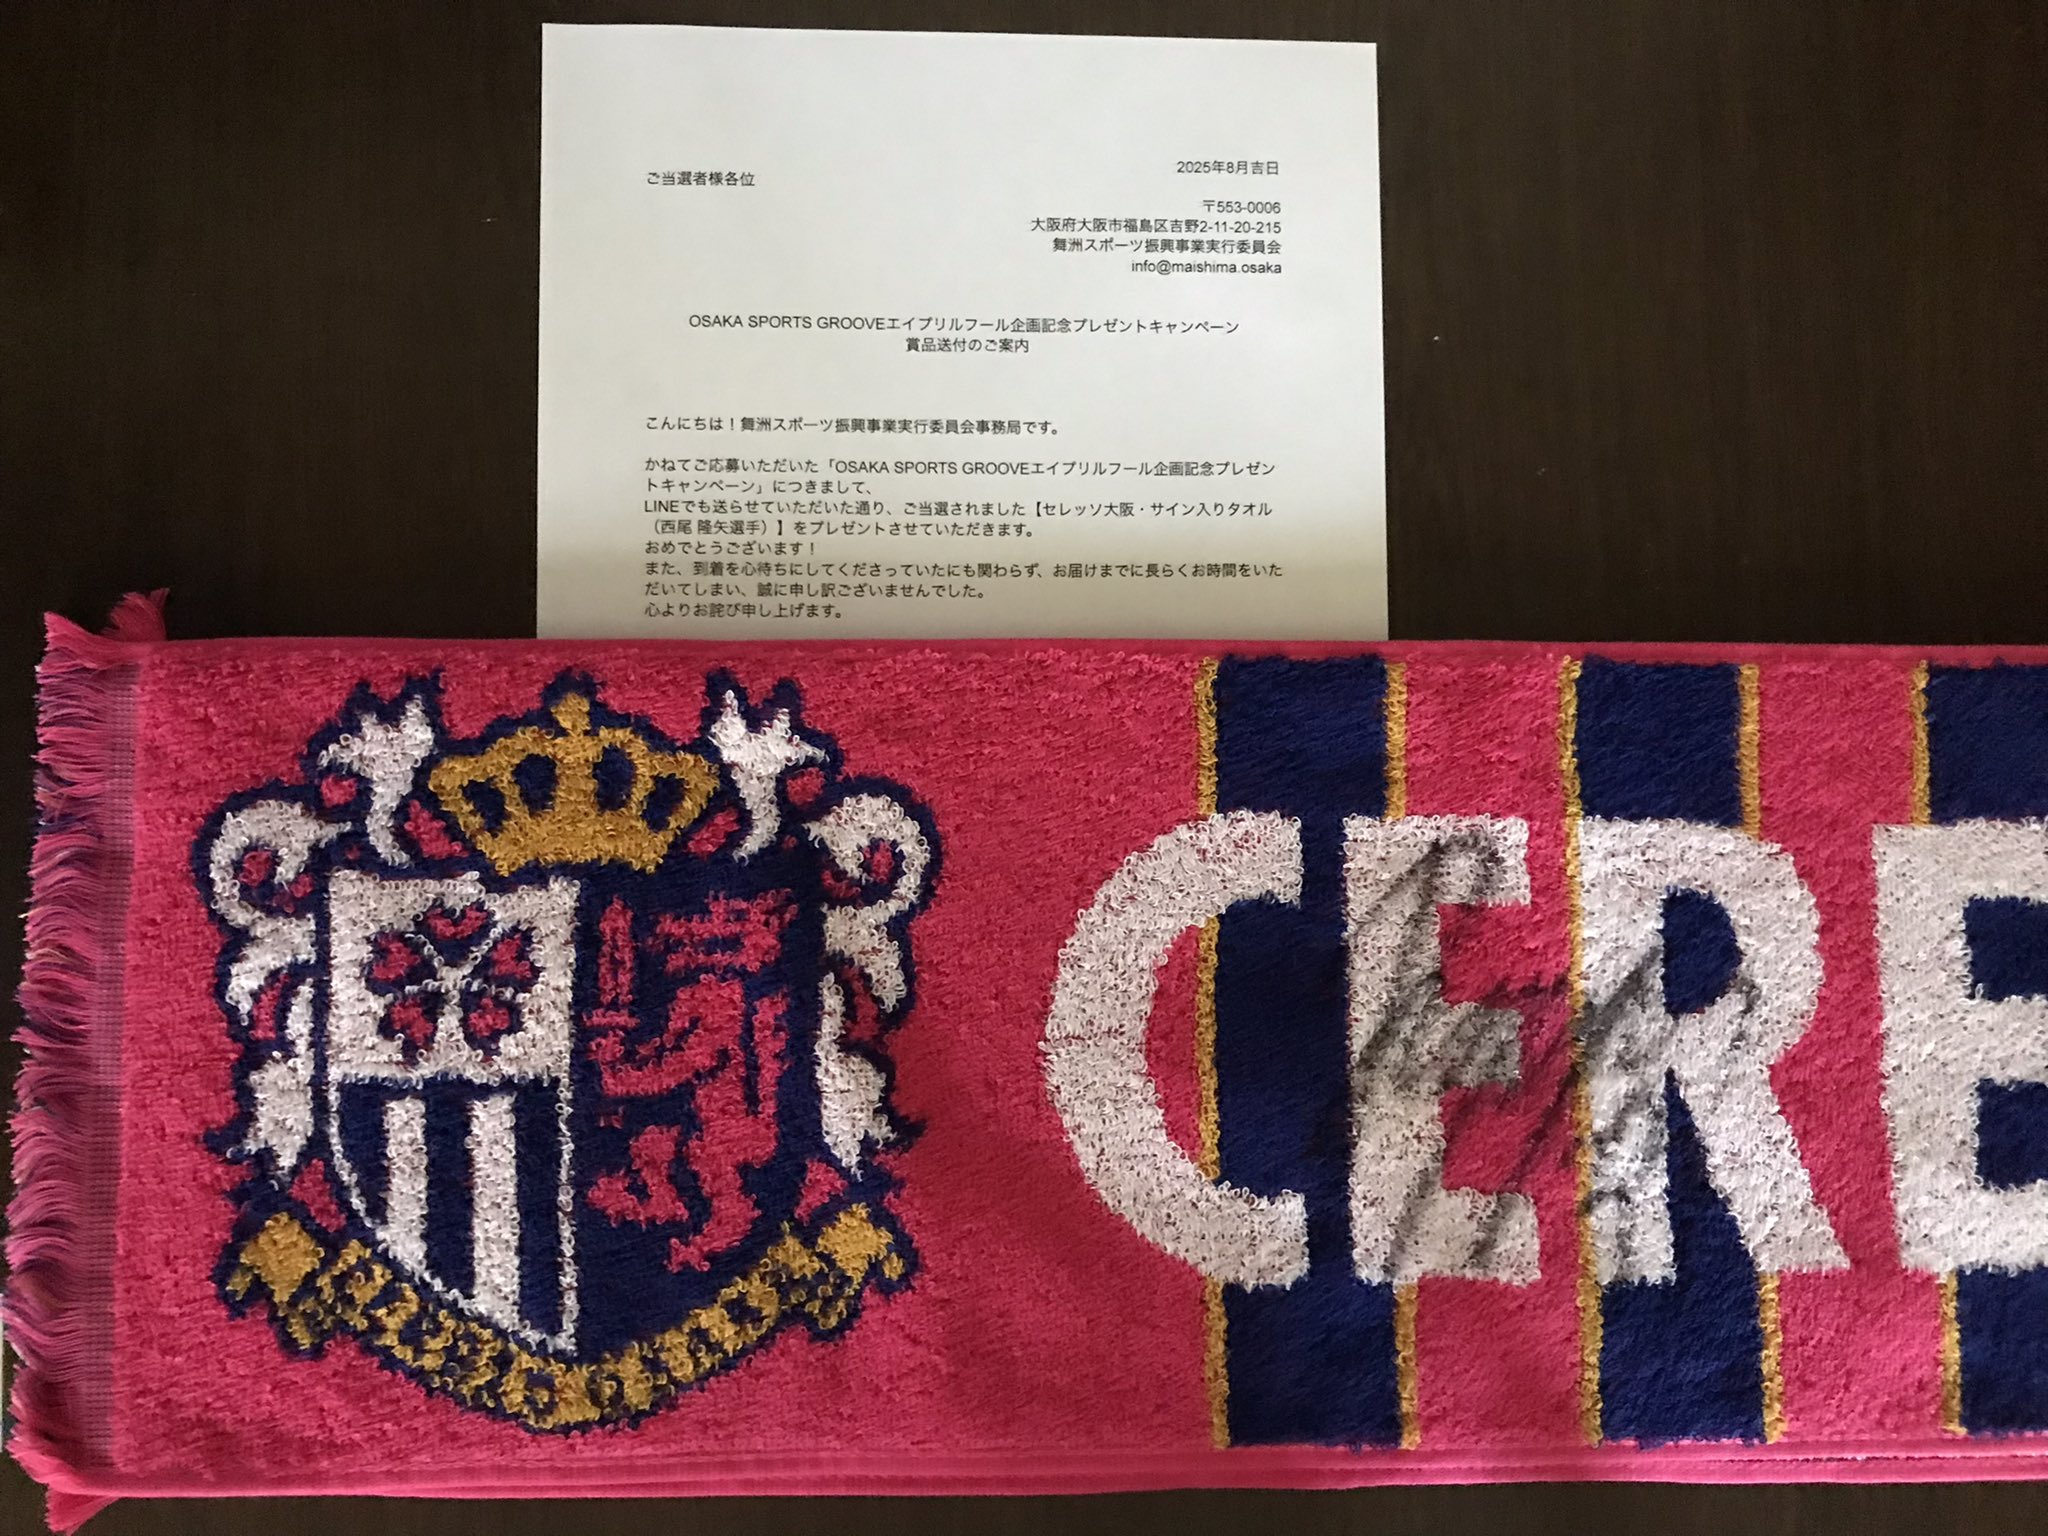 2025年8月吉日
ご当選者様各位
〒553-0006
大阪府大阪市福島区吉野2-11-20-215
舞洲スポーツ振興事業実行委員会
info@maishima.osaka
OSAKA SPORTS GROOVEエイプリルフール企画記念プレゼントキャンペーン
賞品送付のご案内
こんにちは！舞洲スポーツ振興事業実行委員会事務局です。
かねてご応募いただいた「OSAKA SPORTS GROOVEエイプリルフール企画記念プレゼン
トキャンペーン」につきまして、
LINEでも送らせていただいた通り、ご当選されました【セレッソ大阪・サイン入りタオル
（西尾 隆矢選手）】をプレゼントさせていただきます。
おめでとうございます！
また、到着を心待ちにしてくださっていたにも関わらず、お届けまでに長らくお時間をいた
だいてしまい、誠に申し訳ございませんでした。
心よりお詫び申し上げます。
CERE